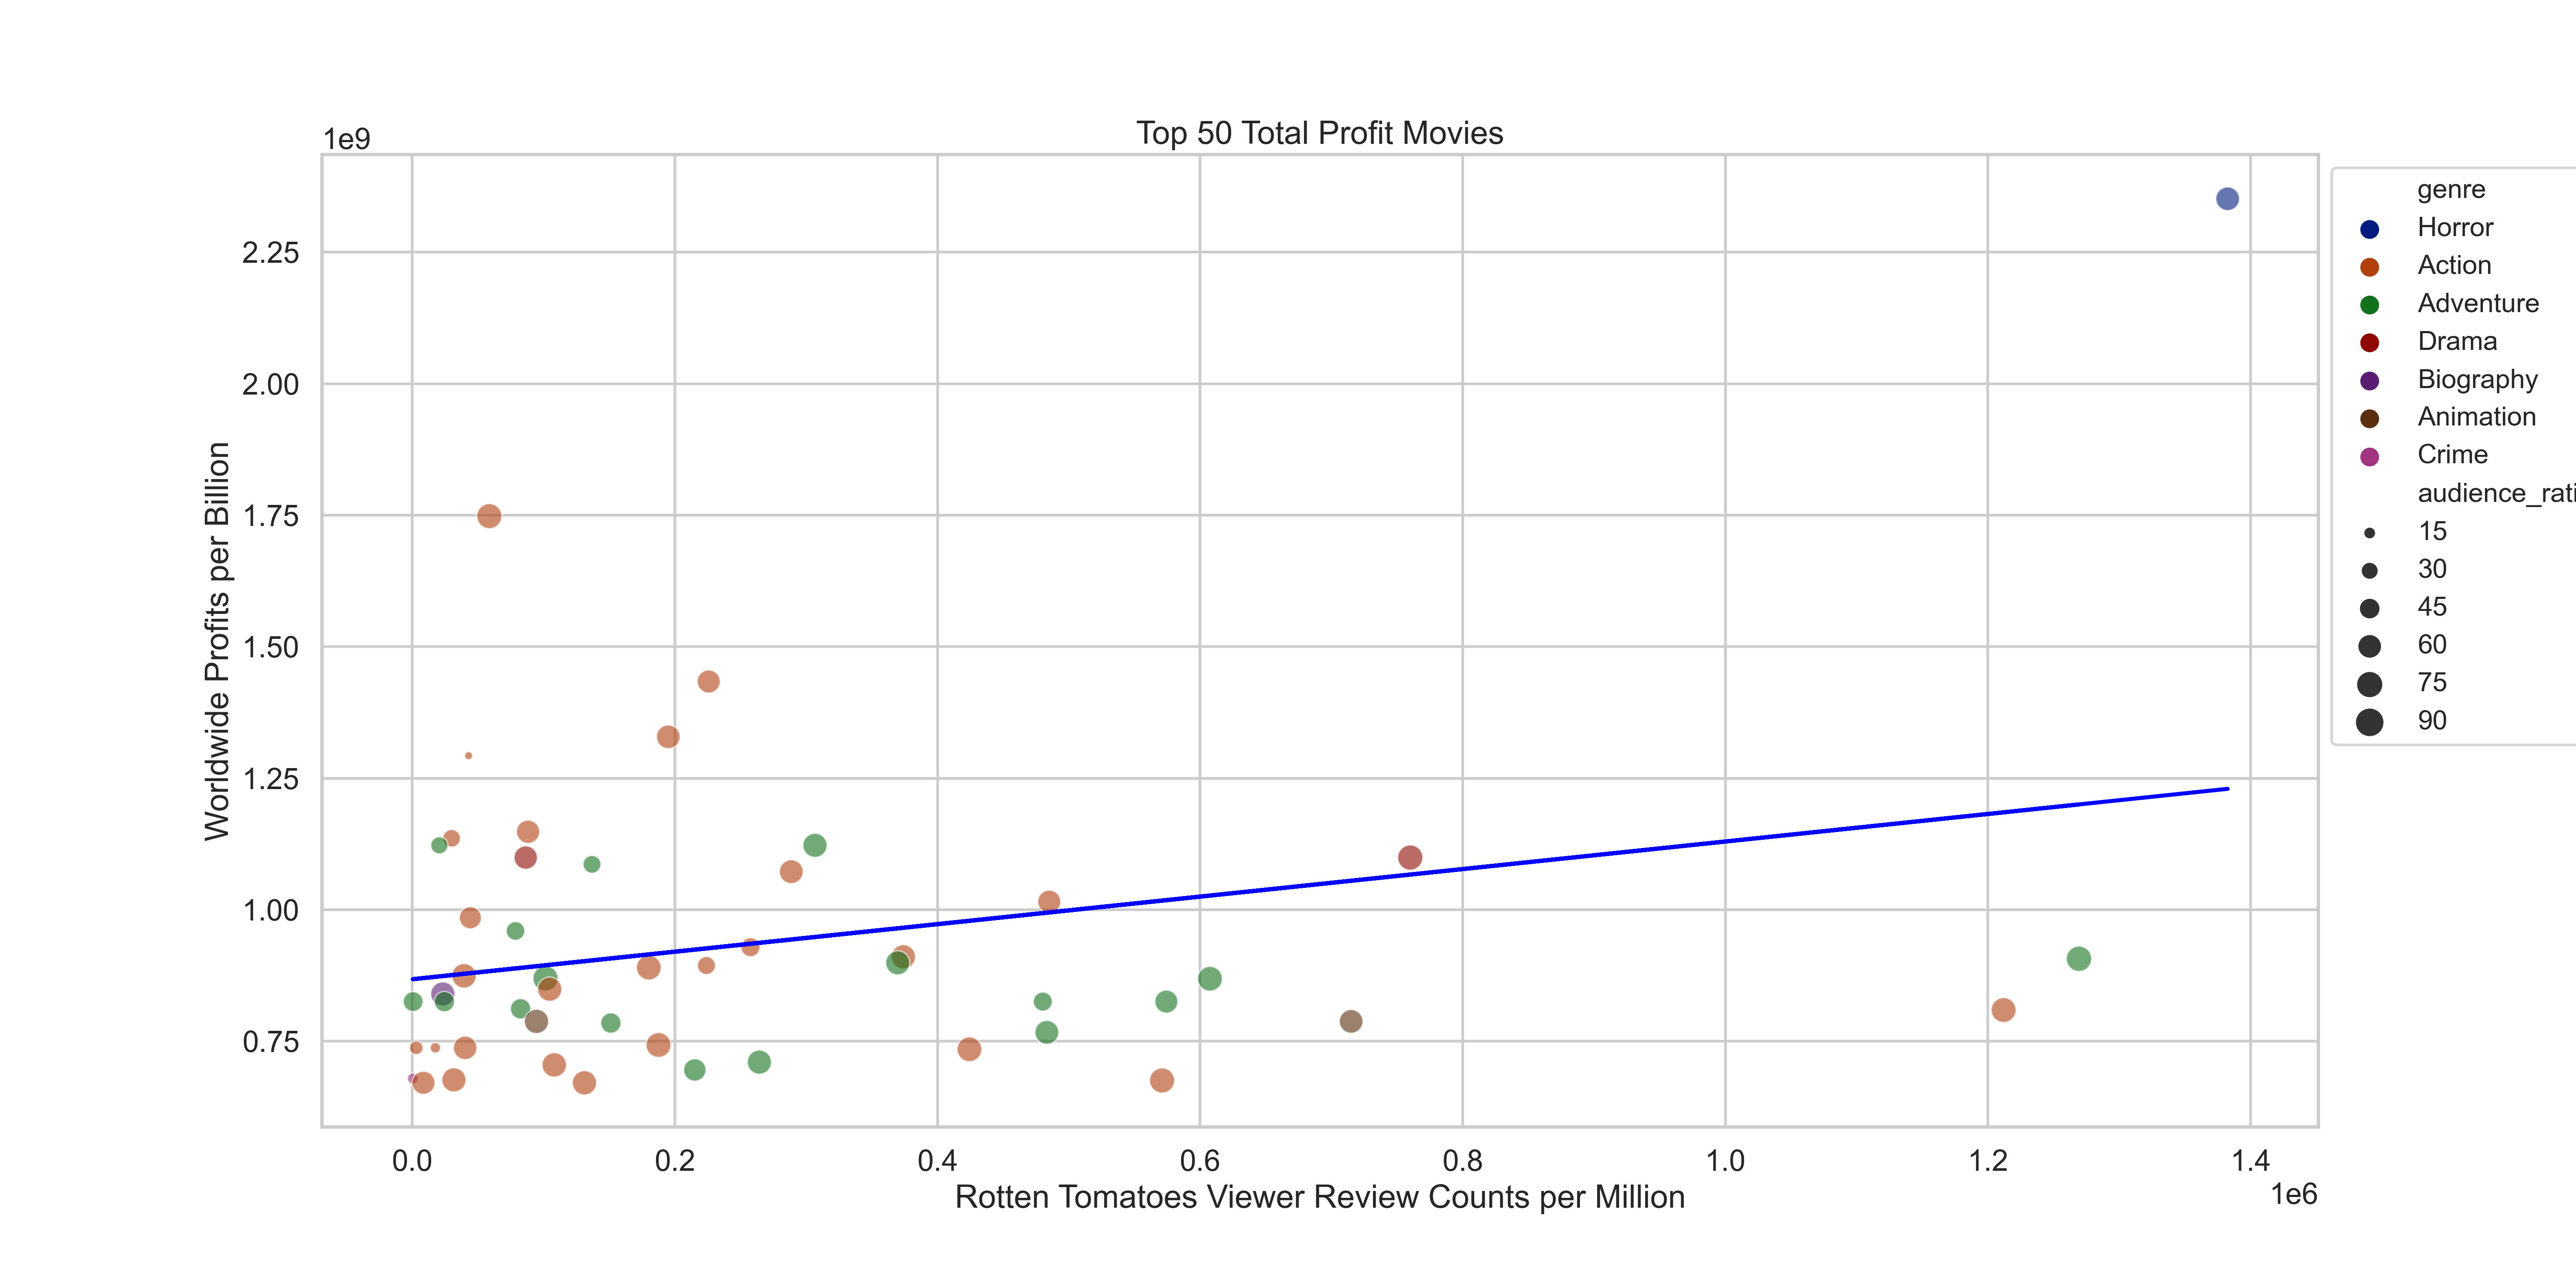 Top 50 Total Profit Movies
1e9
2.25
2.00
1.75
1.50
1.25
1.00
0.75
Worldwide Profits per Billion
0.0 0.2 0.4 0.6 0.8 1.0 1.2 1.4
1e6
Rotten Tomatoes Viewer Review Counts per Million
genre
Horror
Action
Adventure
Drama
Biography
Animation
Crime
audience_rati
15
30
45
60
75
90